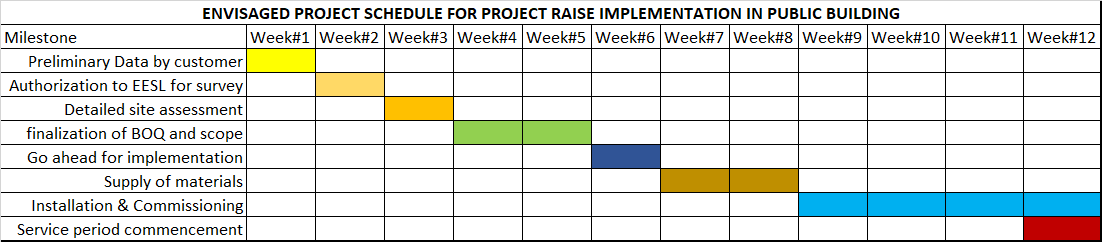 ENVISAGED PROJECT SCHEDULE FOR PROJECT RAISE IMPLEMENTATION IN PUBLIC BUILDING
Milestone Week#1 Week#2 Week#3 Week#4 Week#5 Week#6 Week#7 Week#8 Week#9 Week#10 Week#11 Week#12
Preliminary Data by customer
Authorization to EESL for survey
Detailed site assessment
finalization of BOQ and scope
Go ahead for implementation
Supply of materials
Installation & Commissioning
Service period commencement